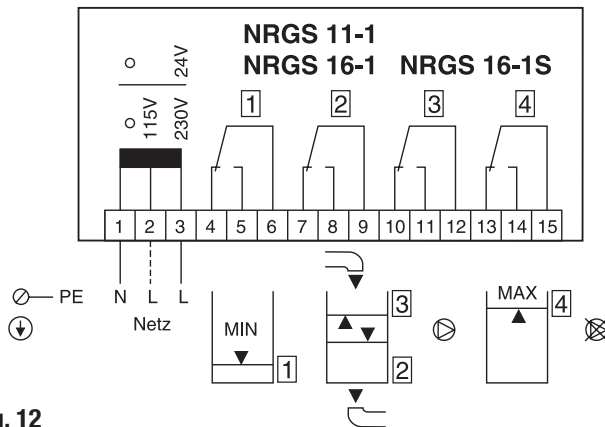 NRGS 11-1
NRGS 16-1 NRGS 16-1S
24V
115V
230V
1 2 3 4
1 2 3 4 5 6 7 8 9 10 11 12 13 14 15
PE N L L
Netz
MIN
1
3
2
MAX
4
. 12